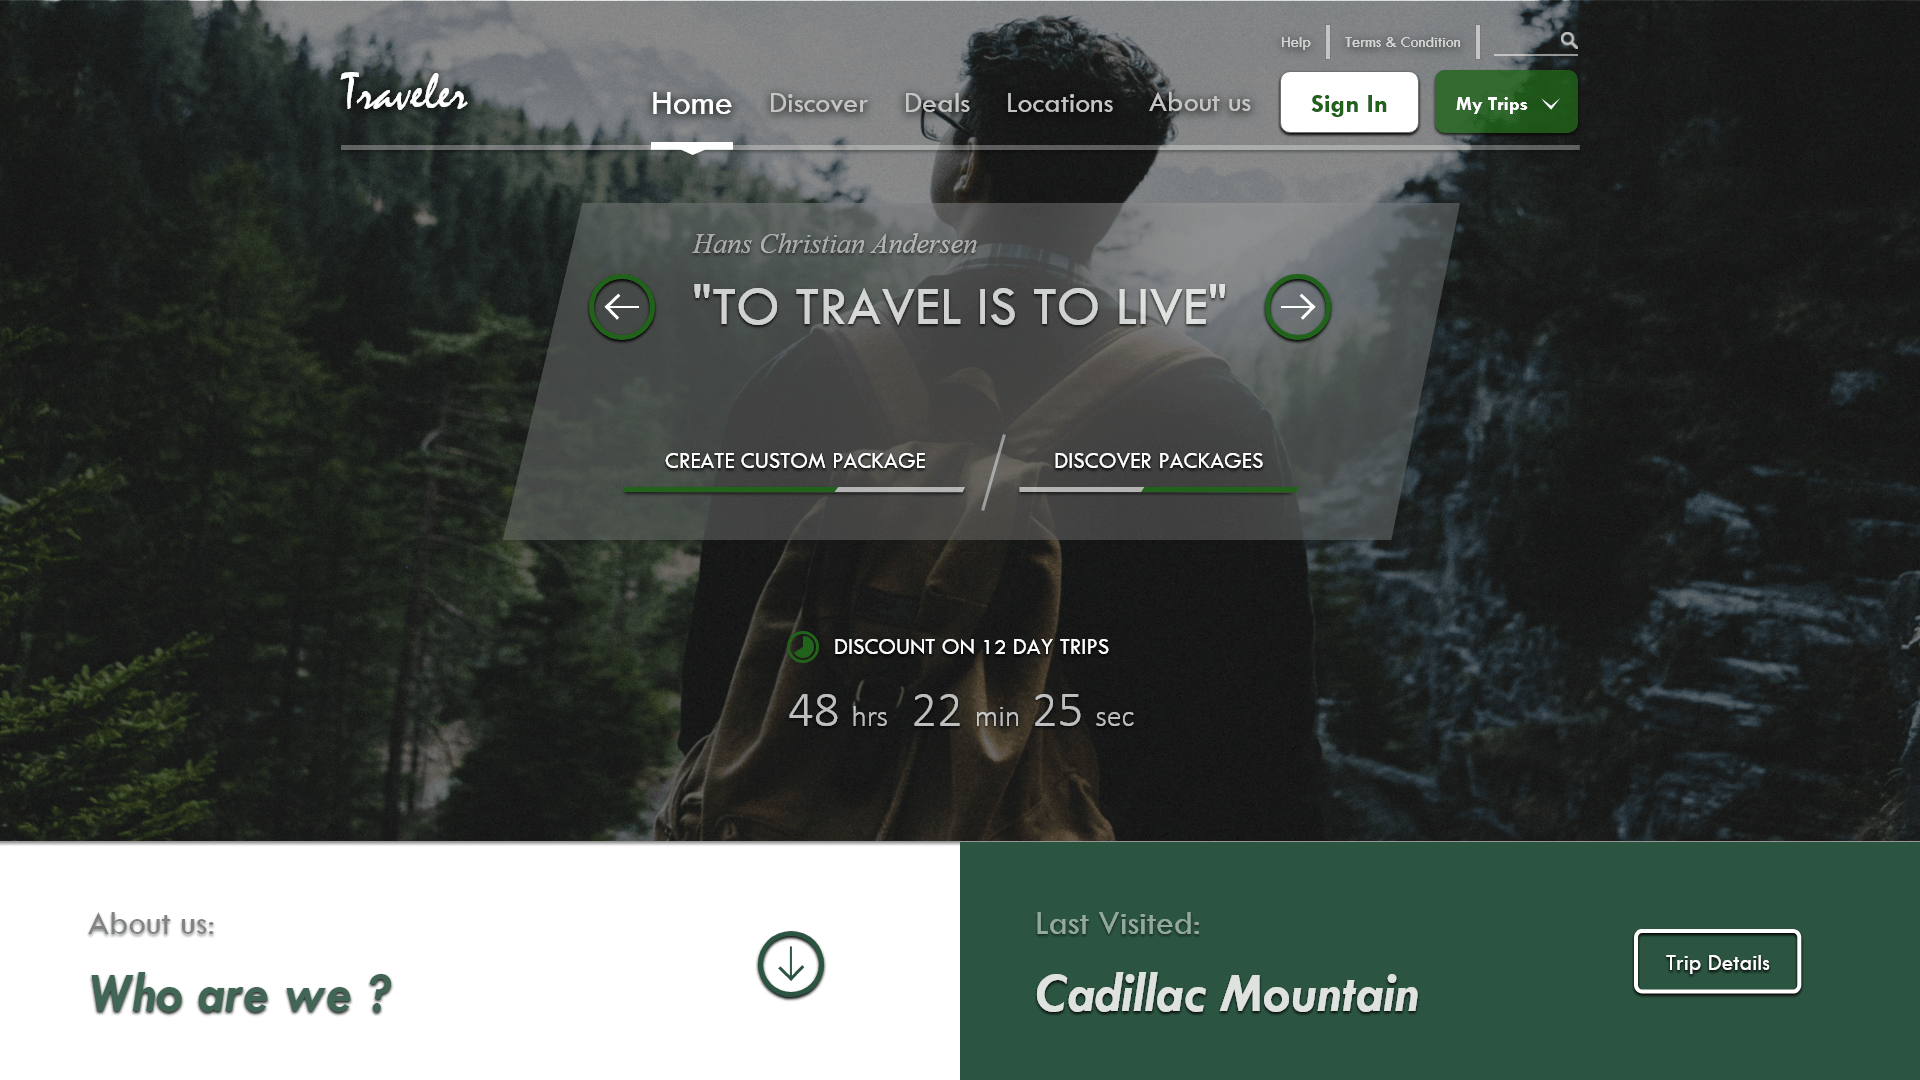 Help
Terms & Condition
Traveler
Home
Discover
Deals
Locations
About us
Sign In
My Trips
Hans Christian Andersen
"TO TRAVEL IS TO LIVE"
CREATE CUSTOM PACKAGE
DISCOVER PACKAGES
DISCOUNT ON 12 DAY TRIPS
48 hrs 22 min 25 sec
About us:
Who are we ?
Last Visited:
Cadillac Mountain
Trip Details